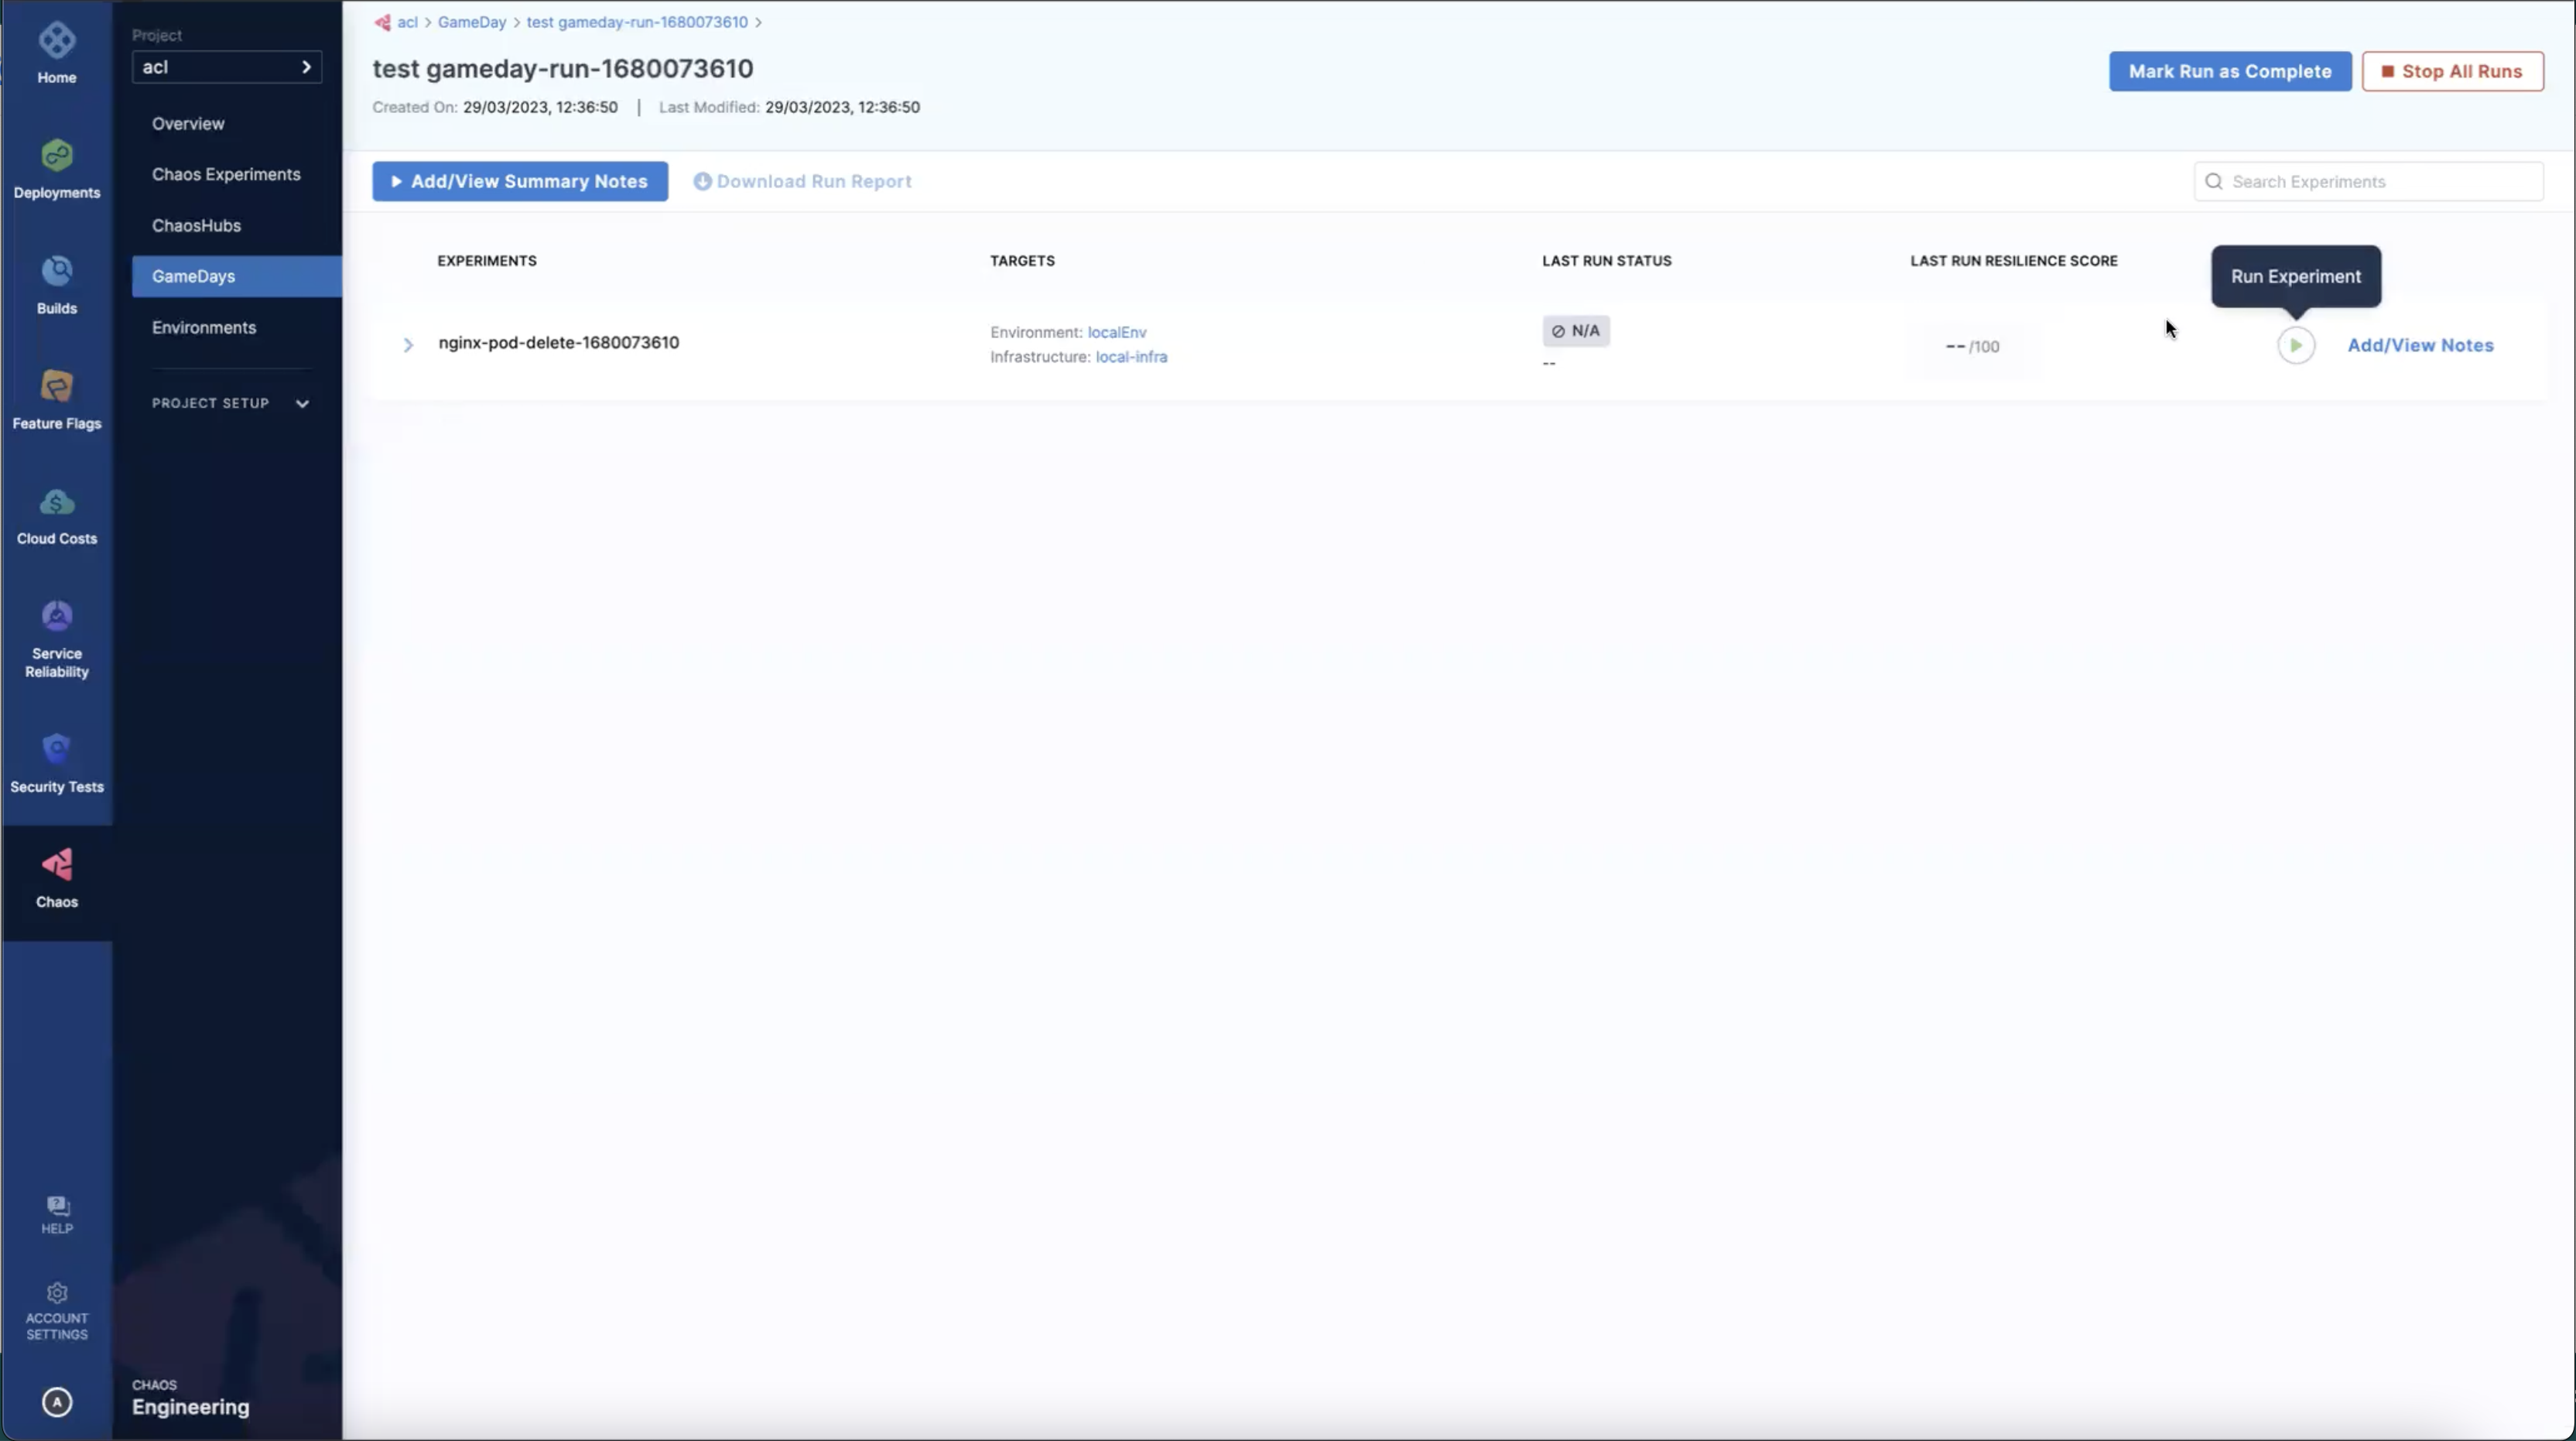 Home
Deployments
Builds
Feature Flags
Cloud Costs
Service
Reliability
Security Tests
Chaos
HELP
ACCOUNT
SETTINGS
A
Project
acl
Overview
Chaos Experiments
ChaosHubs
GameDays
Environments
PROJECT SETUP
CHAOS
Engineering
acl > GameDay > test gameday-run-1680073610 >
test gameday-run-1680073610
Created On: 29/03/2023, 12:36:50 | Last Modified: 29/03/2023, 12:36:50
Mark Run as Complete
Stop All Runs
Add/View Summary Notes
Download Run Report
Search Experiments
EXPERIMENTS TARGETS LAST RUN STATUS LAST RUN RESILIENCE SCORE
Run Experiment
nginx-pod-delete-1680073610
Environment: localEnv
Infrastructure: local-infra
N/A
--
-- /100
Add/View Notes